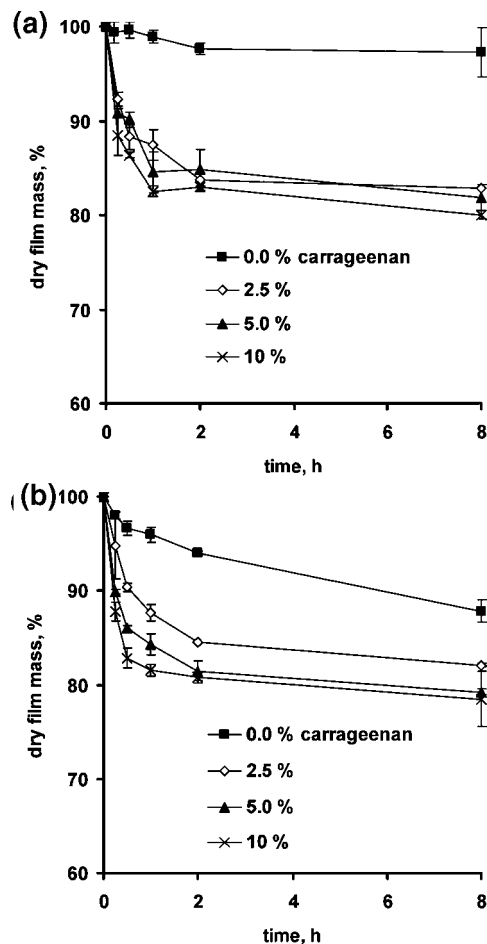 (a)
100
90
80
70
60
dry film mass, %
0.0 % carrageenan
2.5 %
5.0 %
10 %
0 2 4 6 8
time, h
(b)
100
90
80
70
60
dry film mass, %
0.0 % carrageenan
2.5 %
5.0 %
10 %
0 2 4 6 8
time, h